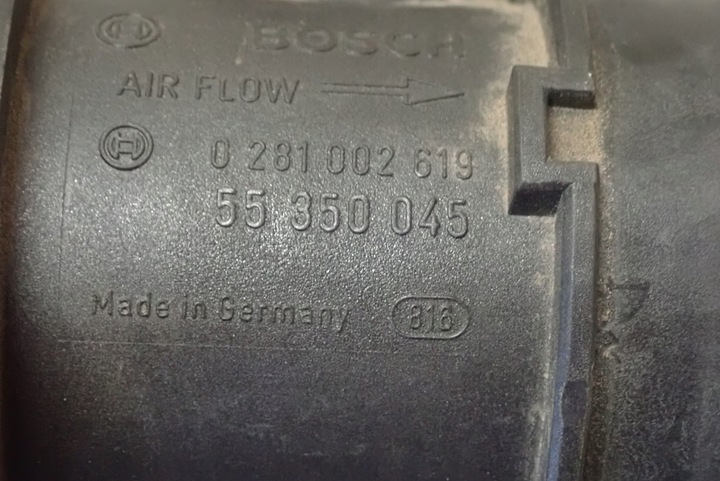 BOSCH
AIR FLOW
0 281 002 619
55 350 045
Made in Germany 816